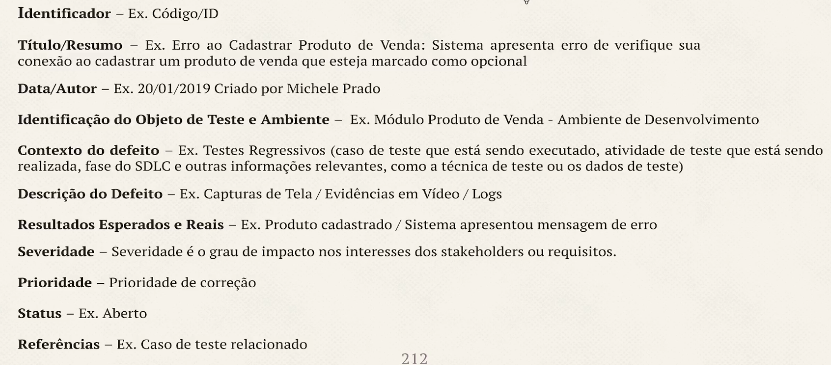 Identificador – Ex. Código/ID
Título/Resumo – Ex. Erro ao Cadastrar Produto de Venda: Sistema apresenta erro de verifique sua
conexão ao cadastrar um produto de venda que esteja marcado como opcional
Data/Autor – Ex. 20/01/2019 Criado por Michele Prado
Identificação do Objeto de Teste e Ambiente – Ex. Módulo Produto de Venda - Ambiente de Desenvolvimento
Contexto do defeito – Ex. Testes Regressivos (caso de teste que está sendo executado, atividade de teste que está sendo
realizada, fase do SDLC e outras informações relevantes, como a técnica de teste ou os dados de teste)
Descrição do Defeito – Ex. Capturas de Tela / Evidências em Vídeo / Logs
Resultados Esperados e Reais – Ex. Produto cadastrado / Sistema apresentou mensagem de erro
Severidade – Severidade é o grau de impacto nos interesses dos stakeholders ou requisitos.
Prioridade – Prioridade de correção
Status – Ex. Aberto
Referências – Ex. Caso de teste relacionado
212